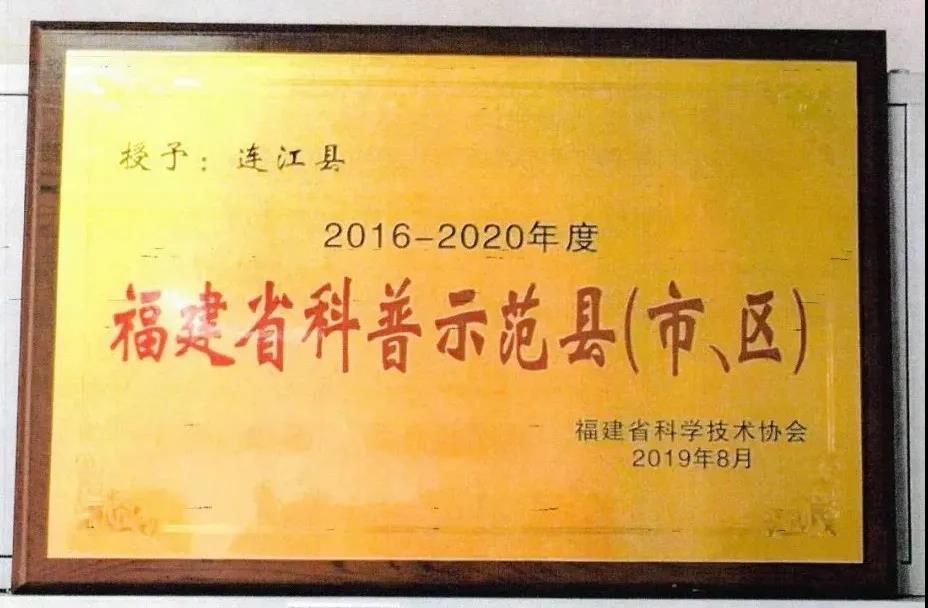 授予：连江县
2016-2020年度
福建省科普示范县(市、区)
福建省科学技术协会
2019年8月